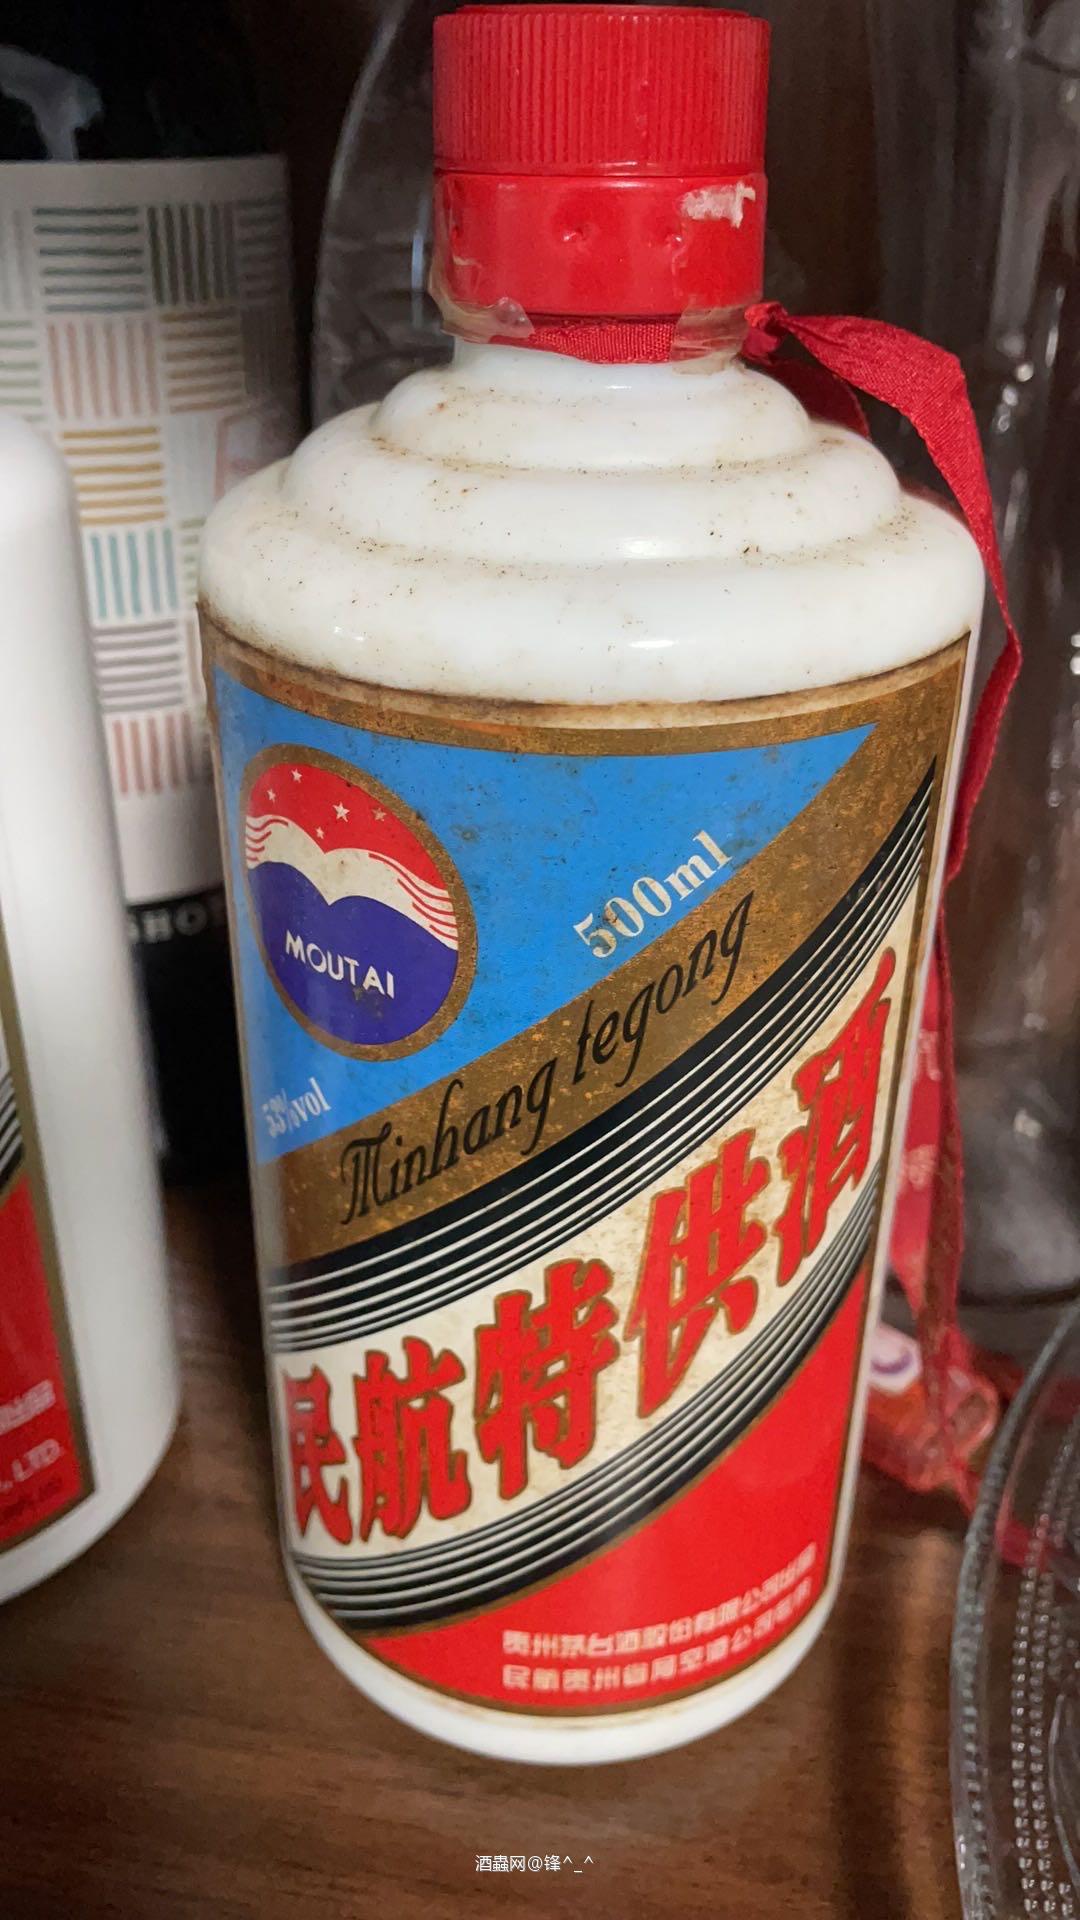 MOUTAI
500ml
53%vol
Minhang tegong
民航特供酒
贵州茅台酒股份有限公司出品
民航贵州省局空港公司
, LTD.
酒蟲网@锋^_^